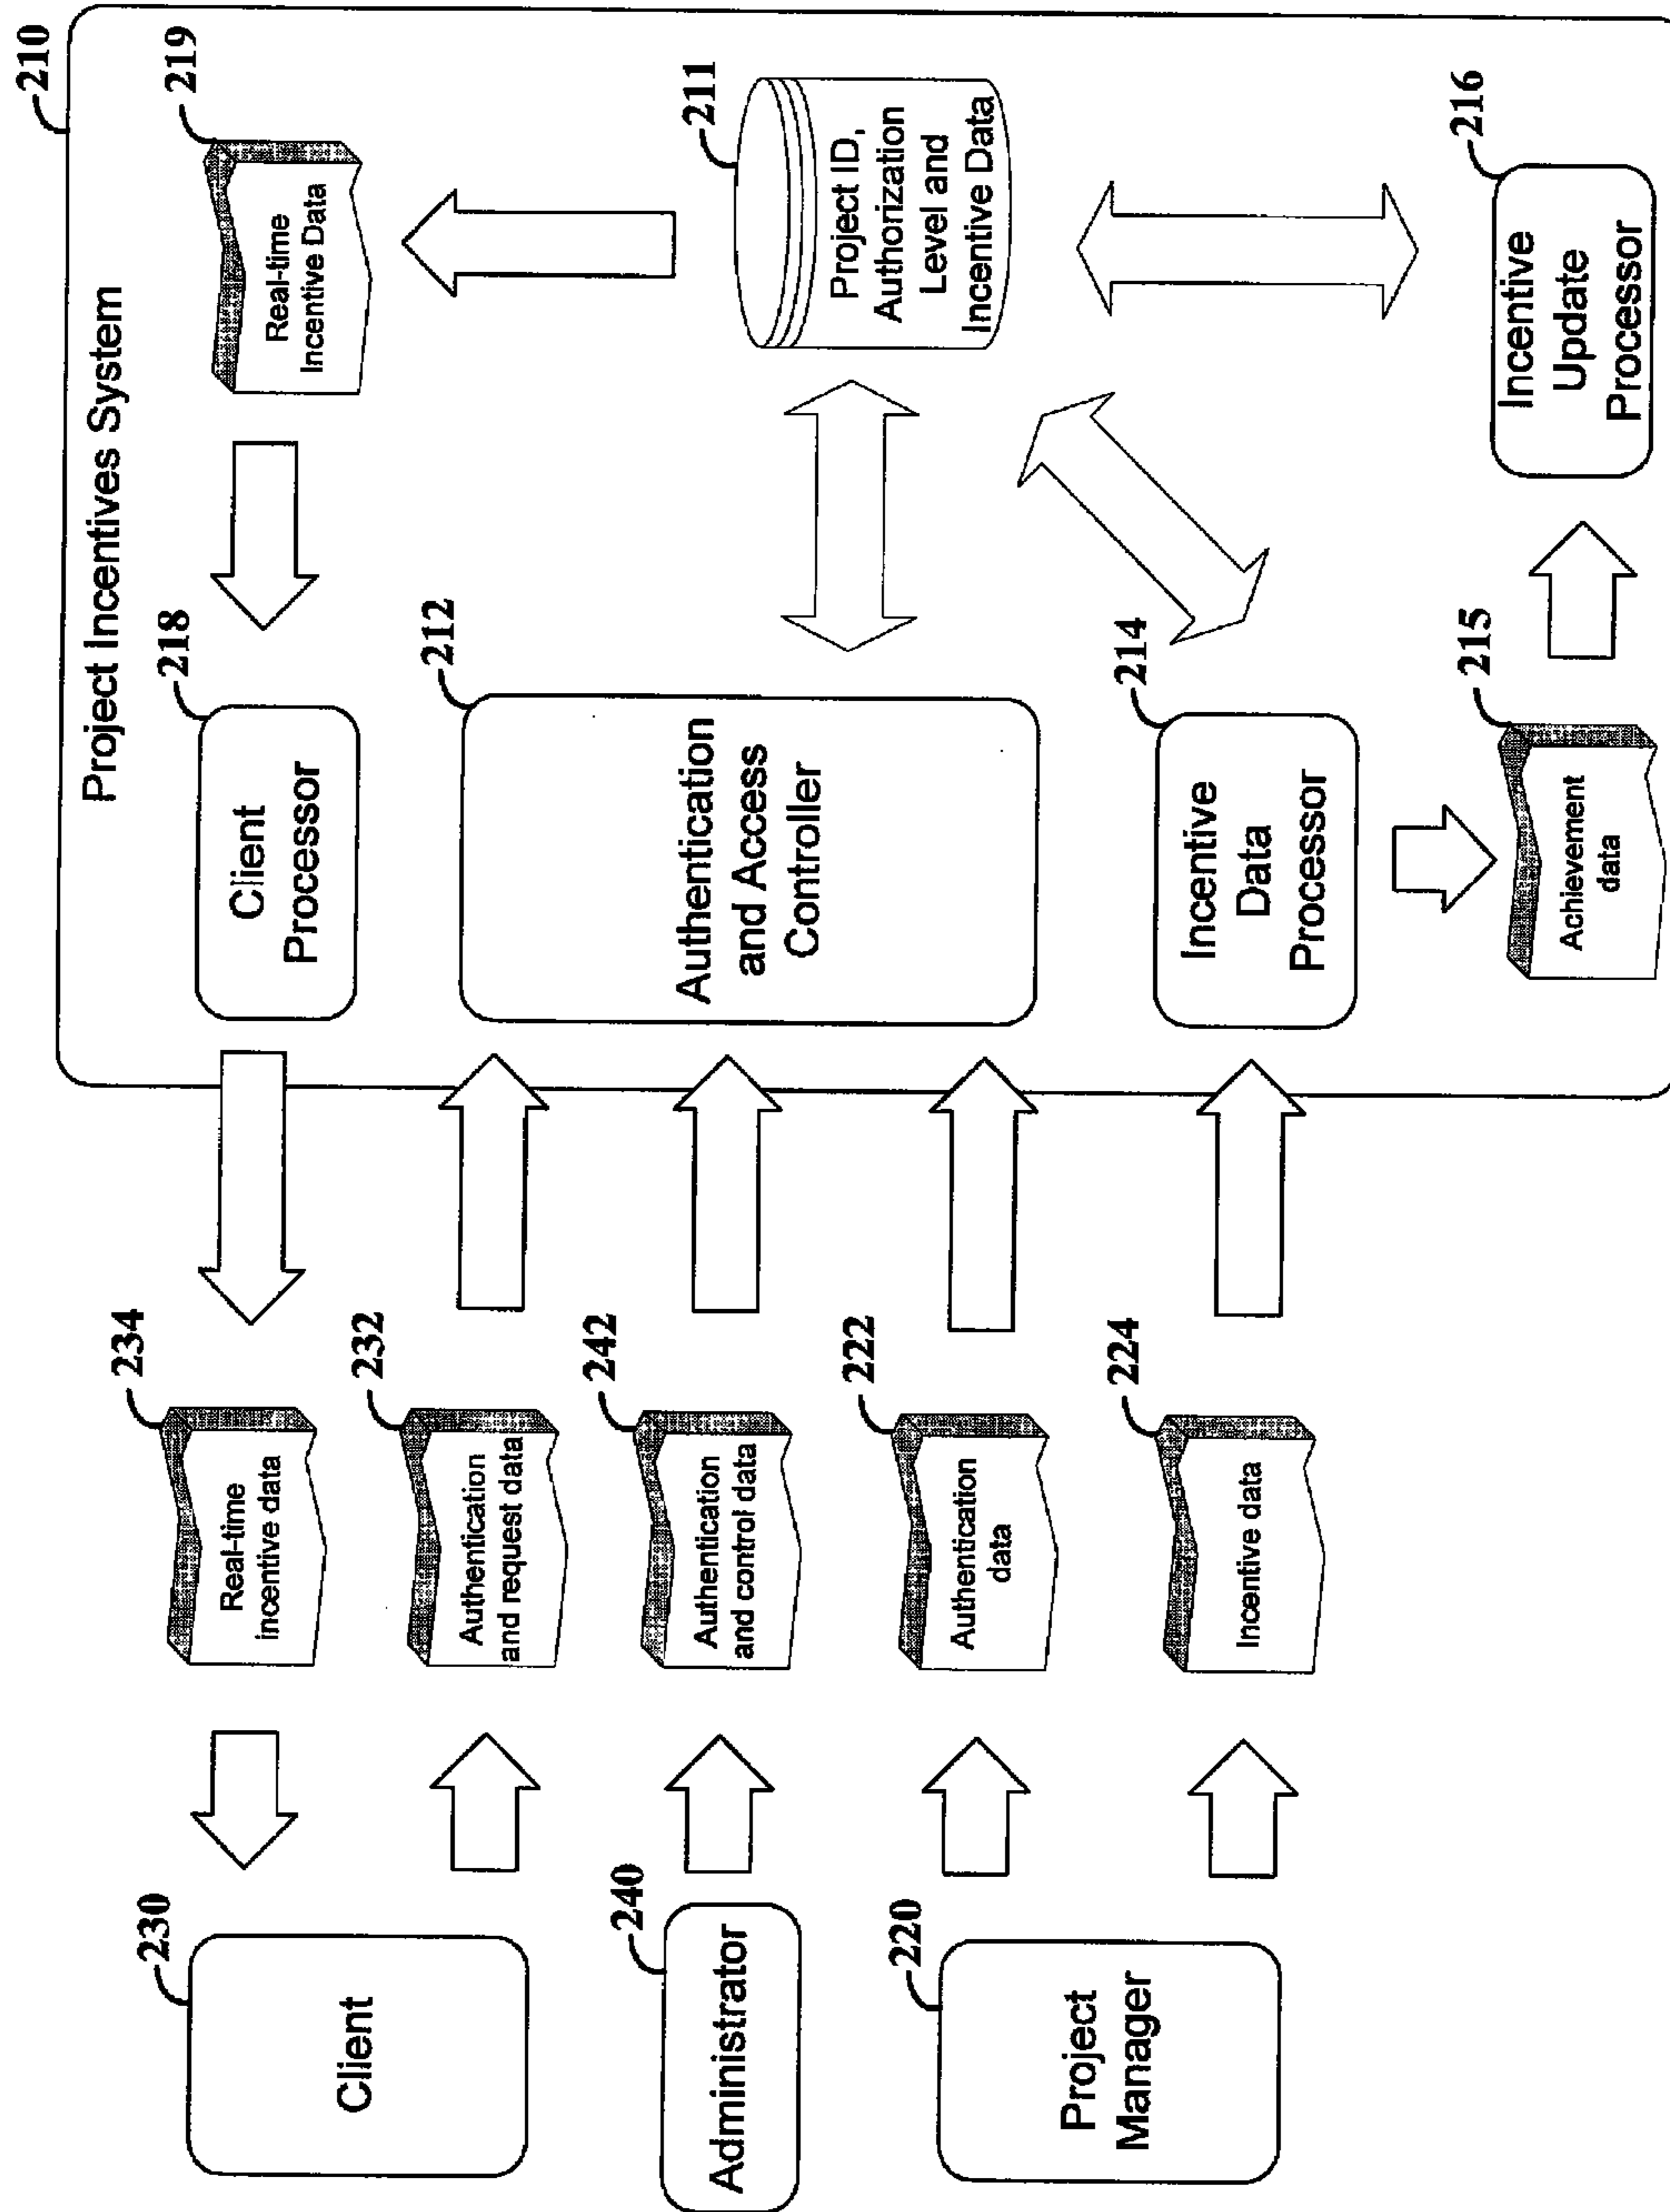 210
Project Incentives System
230
Client
234
Real-time
incentive data
218
Client
Processor
219
Real-time
Incentive Data
232
Authentication
and request data
240
Administrator
242
Authentication
and control data
212
Authentication
and Access
Controller
211
Project ID,
Authorization
Level and
Incentive Data
220
Project
Manager
222
Authentication
data
224
Incentive data
214
Incentive
Data
Processor
215
Achievement
data
216
Incentive
Update
Processor